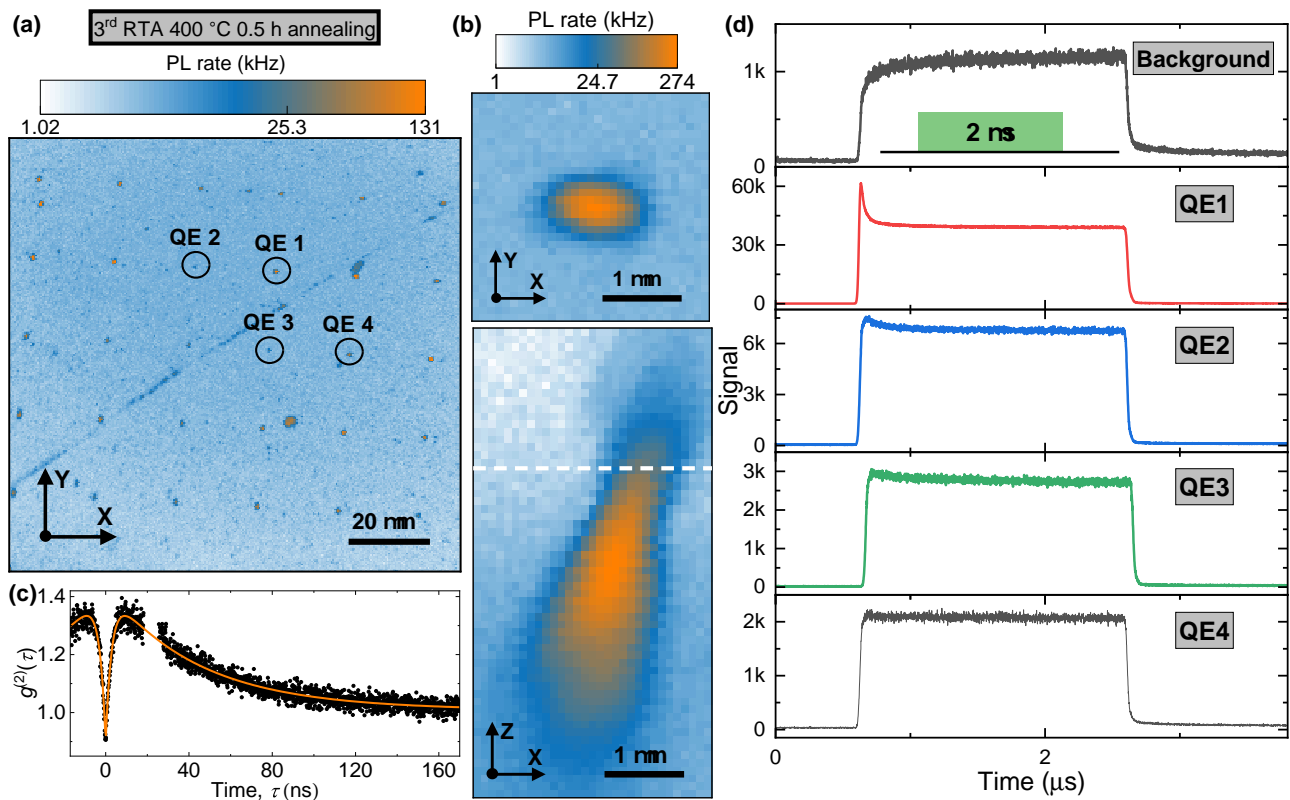 (a)
3rd RTA 400 °C 0.5 h annealing
PL rate (kHz)
1.02
25.3
131
QE 2
QE 1
QE 3
QE 4
Y
X
20 mm
(b)
PL rate (kHz)
1
24.7
274
Y
X
1 mm
Z
X
1 mm
(c)
1.4
1.2
1.0
g(2)(τ)
0
40
80
120
160
Time, τ (ns)
(d)
Signal
1k
0
Background
60k
30k
0
QE1
6k
3k
0
QE2
3k
2k
1k
0
QE3
2k
1k
0
QE4
0
2
Time (μs)